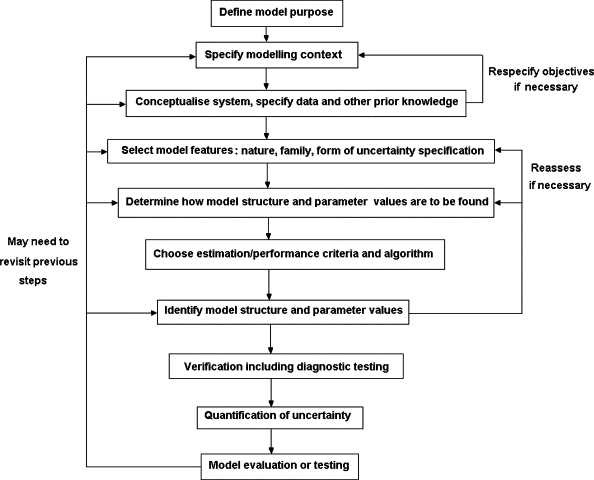 Define model purpose
Specify modelling context
Respecify objectives
if necessary
Conceptualise system, specify data and other prior knowledge
Select model features: nature, family, form of uncertainty specification
Reassess
if necessary
Determine how model structure and parameter values are to be found
May need to
revisit previous
steps
Choose estimation/performance criteria and algorithm
Identify model structure and parameter values
Verification including diagnostic testing
Quantification of uncertainty
Model evaluation or testing